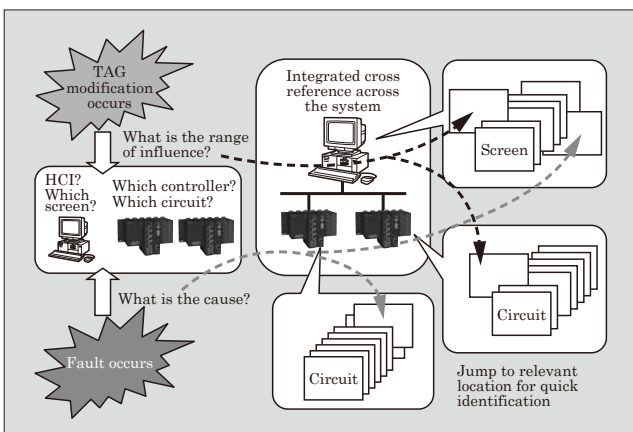 TAG
modification
occurs
What is the range
of influence?
HCI?
Which
screen?
Which controller?
Which circuit?
What is the cause?
Fault occurs
Integrated cross
reference across
the system
Screen
Circuit
Circuit
Jump to relevant
location for quick
identification